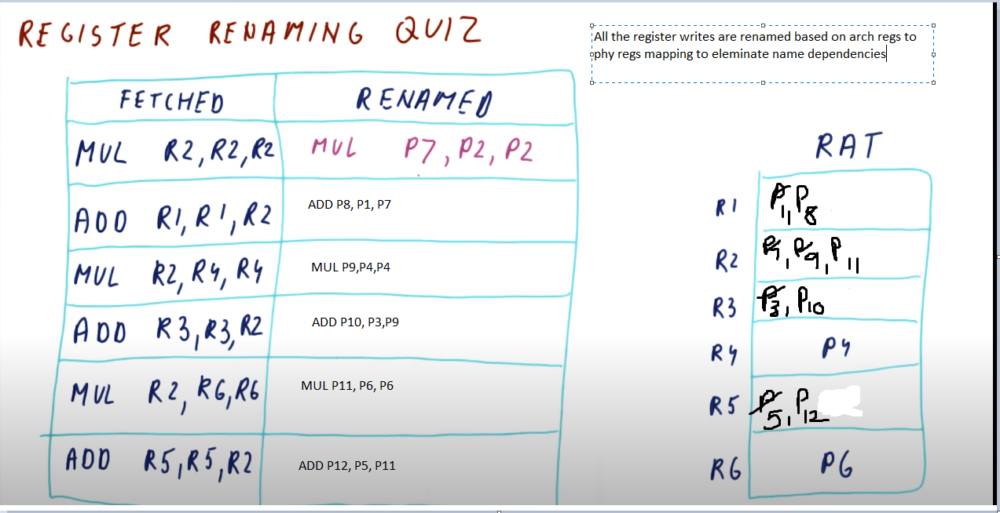 REGISTER RENAMING QUIZ
All the register writes are renamed based on arch regs to
phy regs mapping to eleminate name dependencies
FETCHED RENAMED
MUL R2, R2, R2 MUL P7, P2, P2
ADD R1, R1, R2 ADD P8, P1, P7
MUL R2, R4, R4 MUL P9,P4,P4
ADD R3, R3, R2 ADD P10, P3,P9
MUL R2, R6, R6 MUL P11, P6, P6
ADD R5, R5, R2 ADD P12, P5, P11
RAT
R1 P1, P8
R2 P7, P9, P11
R3 P3, P10
R4 P4
R5 P5, P12
R6 P6